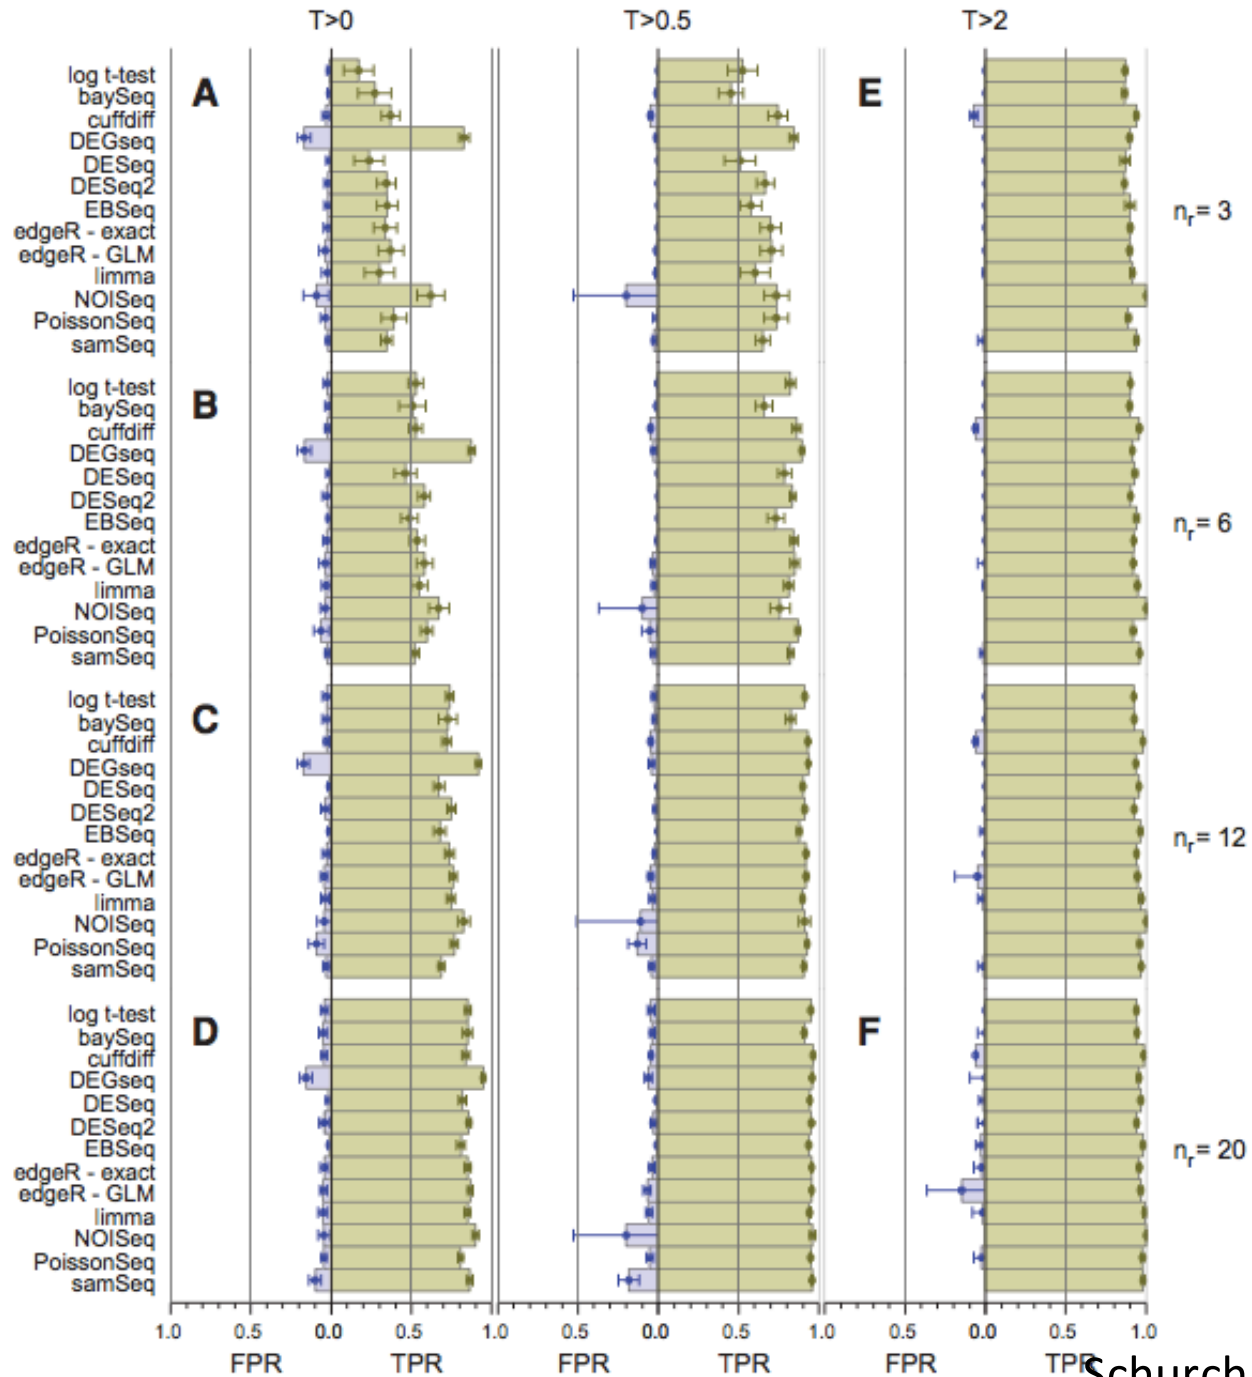 T>0 T>0.5 T>2
A E
log t-test
baySeq
cuffdiff
DEGseq
DESeq
DESeq2
EBSeq
edgeR - exact
edgeR - GLM
limma
NOISeq
PoissonSeq
samSeq
nr= 3
B
log t-test
baySeq
cuffdiff
DEGseq
DESeq
DESeq2
EBSeq
edgeR - exact
edgeR - GLM
limma
NOISeq
PoissonSeq
samSeq
nr= 6
C
log t-test
baySeq
cuffdiff
DEGseq
DESeq
DESeq2
EBSeq
edgeR - exact
edgeR - GLM
limma
NOISeq
PoissonSeq
samSeq
nr= 12
D F
log t-test
baySeq
cuffdiff
DEGseq
DESeq
DESeq2
EBSeq
edgeR - exact
edgeR - GLM
limma
NOISeq
PoissonSeq
samSeq
nr= 20
1.0 0.5 0.0 0.5 1.0 0.5 0.0 0.5 1.0 0.5 0.0 0.5 1.0
FPR TPR FPR TPR FPR TPR
Schurch